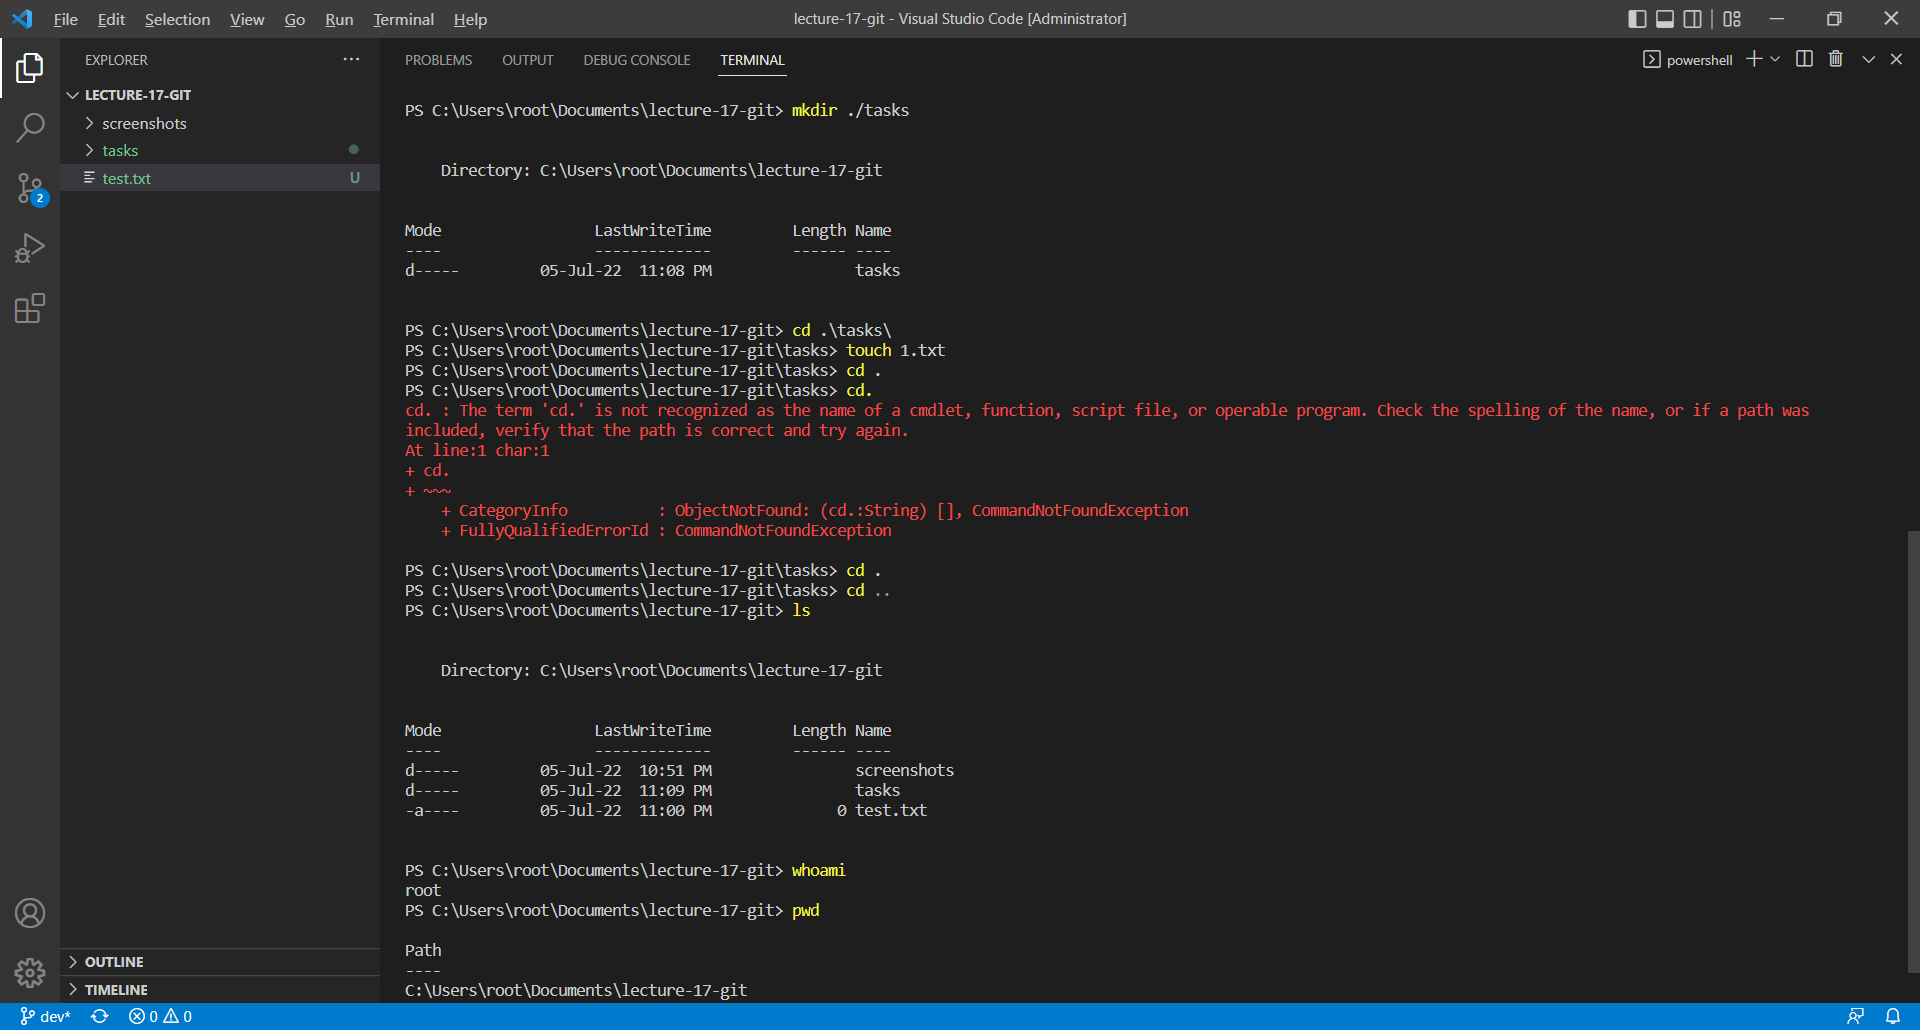 File Edit Selection View Go Run Terminal Help
lecture-17-git - Visual Studio Code [Administrator]
EXPLORER
LECTURE-17-GIT
screenshots
tasks
test.txt U
2
OUTLINE
TIMELINE
PROBLEMS OUTPUT DEBUG CONSOLE TERMINAL
powershell
PS C:\Users\root\Documents\lecture-17-git> mkdir ./tasks
Directory: C:\Users\root\Documents\lecture-17-git
Mode LastWriteTime Length Name
---- ------------- ------ ----
d----- 05-Jul-22 11:08 PM tasks
PS C:\Users\root\Documents\lecture-17-git> cd .\tasks\
PS C:\Users\root\Documents\lecture-17-git\tasks> touch 1.txt
PS C:\Users\root\Documents\lecture-17-git\tasks> cd .
PS C:\Users\root\Documents\lecture-17-git\tasks> cd.
cd. : The term 'cd.' is not recognized as the name of a cmdlet, function, script file, or operable program. Check the spelling of the name, or if a path was
included, verify that the path is correct and try again.
At line:1 char:1
+ cd.
+ ~~~
+ CategoryInfo : ObjectNotFound: (cd.:String) [], CommandNotFoundException
+ FullyQualifiedErrorId : CommandNotFoundException
PS C:\Users\root\Documents\lecture-17-git\tasks> cd .
PS C:\Users\root\Documents\lecture-17-git\tasks> cd ..
PS C:\Users\root\Documents\lecture-17-git> ls
Directory: C:\Users\root\Documents\lecture-17-git
Mode LastWriteTime Length Name
---- ------------- ------ ----
d----- 05-Jul-22 10:51 PM screenshots
d----- 05-Jul-22 11:09 PM tasks
-a---- 05-Jul-22 11:00 PM 0 test.txt
PS C:\Users\root\Documents\lecture-17-git> whoami
root
PS C:\Users\root\Documents\lecture-17-git> pwd
Path
----
C:\Users\root\Documents\lecture-17-git
dev* 0 0